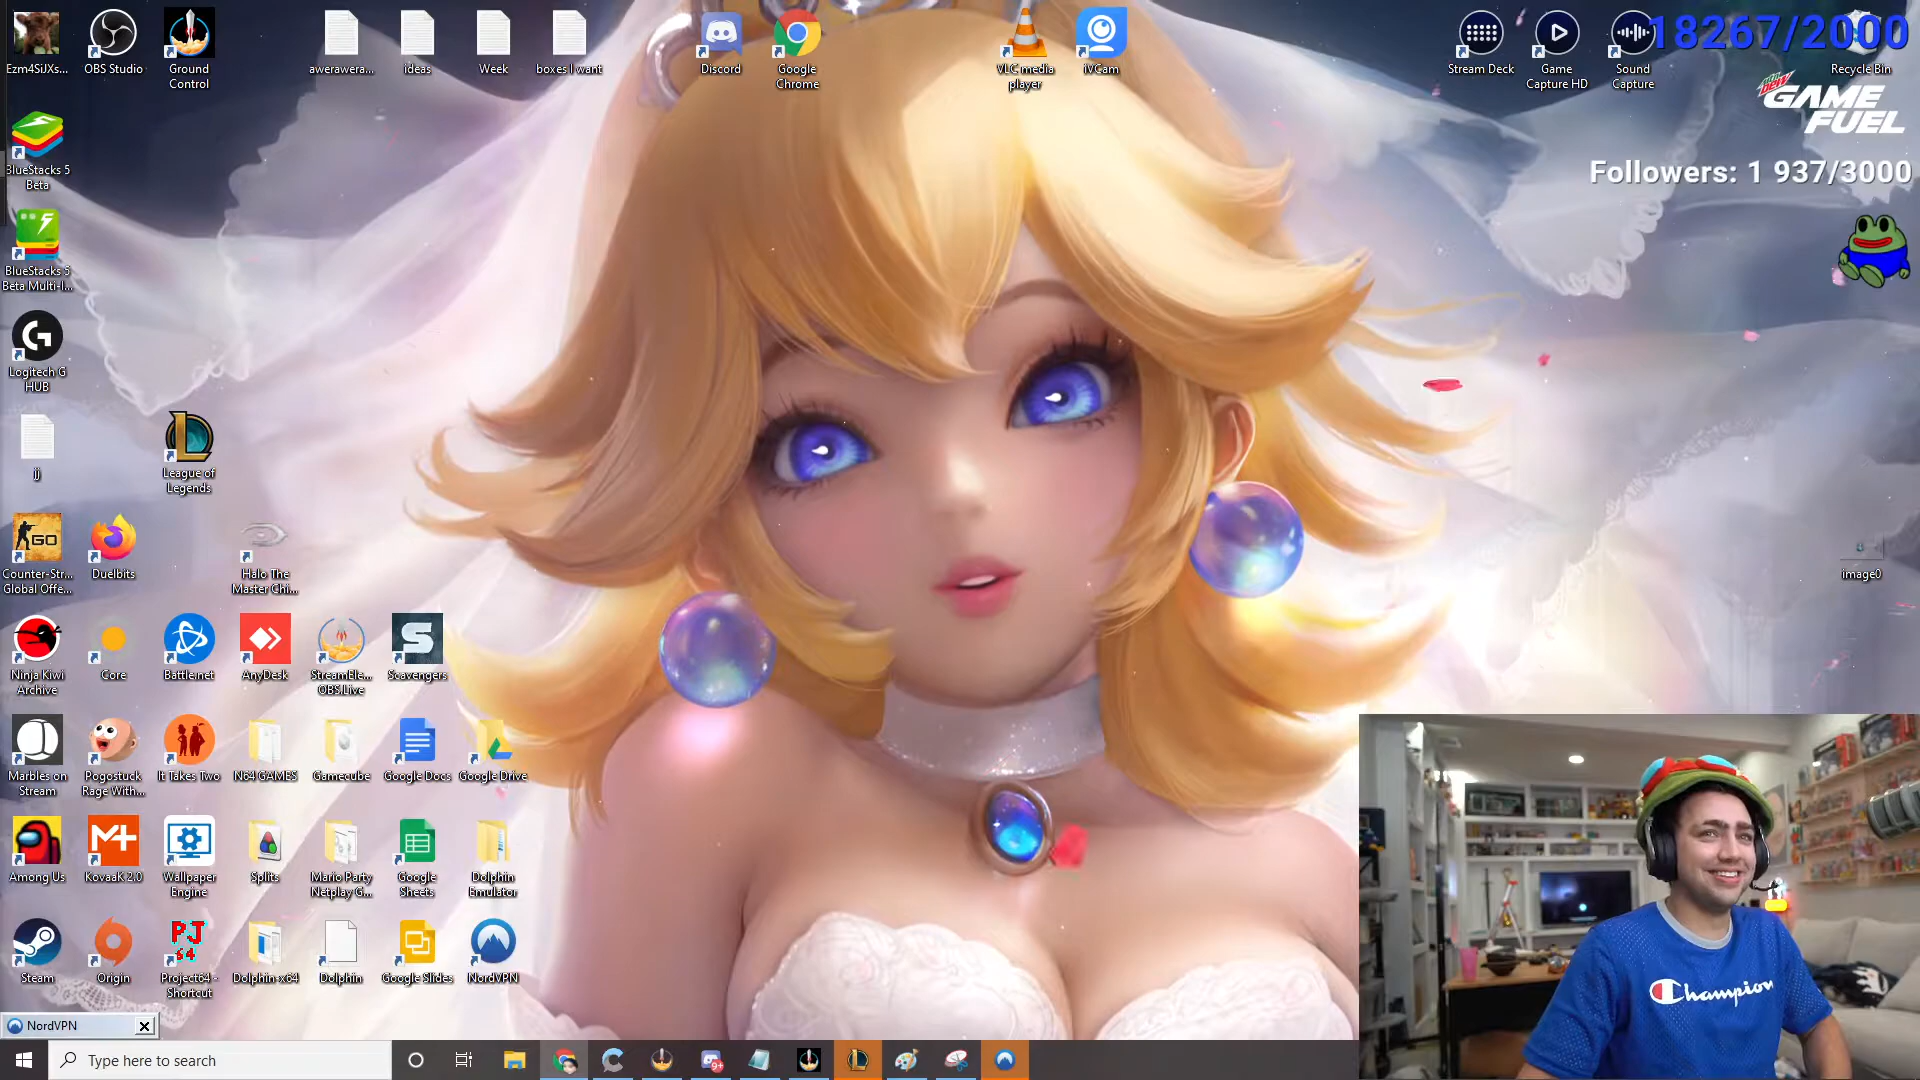 Ezm4SiJXs...
OBS Studio
Ground
Control
awerawera...
ideas
Week
boxes I want
Discord
Google
Chrome
VLC media
player
iVCam
Stream Deck
Game
Capture HD
Sound
Capture
Recycle Bin
18267/2000
GAME
FUEL
Followers: 1 937/3000
BlueStacks 5
Beta
BlueStacks 5
Beta Multi-I...
Logitech G
HUB
jj
League of
Legends
GO
Counter-Str...
Global Offe...
Duelbits
Halo The
Master Chi...
image0
Ninja Kiwi
Archive
Core
Battle.net
AnyDesk
StreamEle...
OBS.Live
Scavengers
Marbles on
Stream
Pogostuck
Rage With...
It Takes Two
N64 GAMES
Gamecube
Google Docs
Google Drive
Among Us
KovaaK 2.0
Wallpaper
Engine
Splits
Mario Party
Netplay G...
Google
Sheets
Dolphin
Emulator
PJ
64
Steam
Origin
Project64 -
Shortcut
Dolphin-x64
Dolphin
Google Slides
NordVPN
Champion
NordVPN
Type here to search